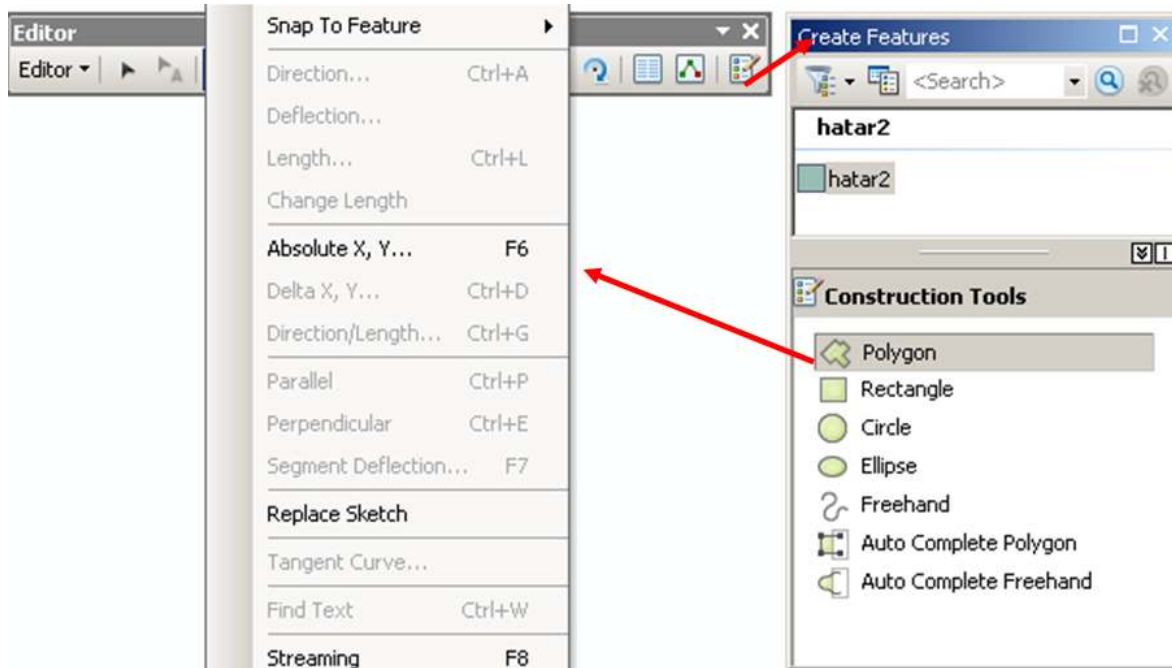 Editor
Editor
Snap To Feature
Direction... Ctrl+A
Deflection...
Length... Ctrl+L
Change Length
Absolute X, Y... F6
Delta X, Y... Ctrl+D
Direction/Length... Ctrl+G
Parallel Ctrl+P
Perpendicular Ctrl+E
Segment Deflection... F7
Replace Sketch
Tangent Curve...
Find Text Ctrl+W
Streaming F8
Create Features
<Search>
hatar2
hatar2
Construction Tools
Polygon
Rectangle
Circle
Ellipse
Freehand
Auto Complete Polygon
Auto Complete Freehand